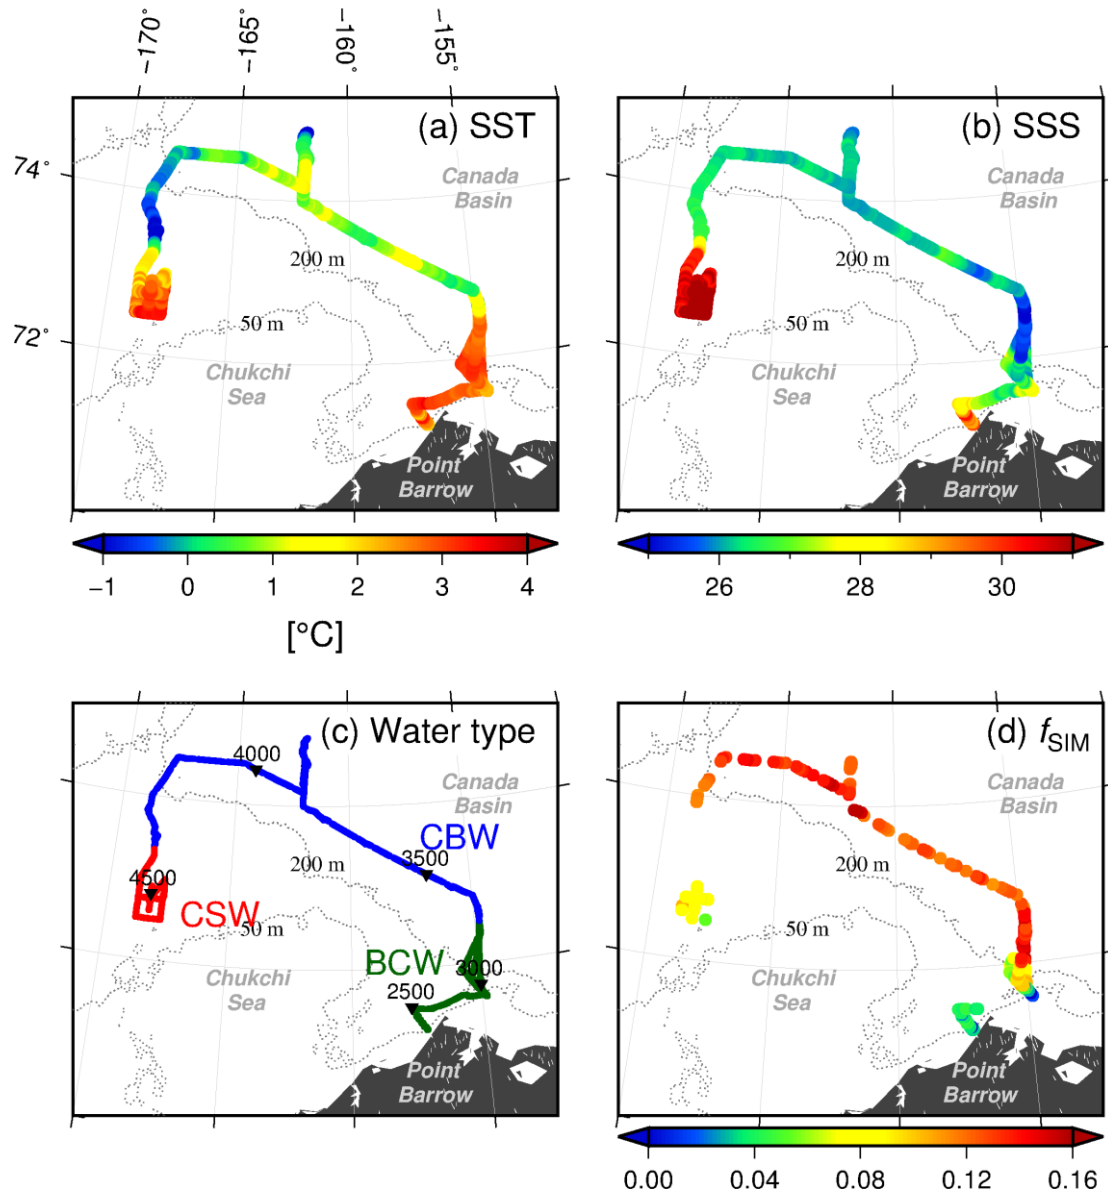 −170°
−165°
−160°
−155°
(a) SST
(b) SSS
74°
72°
Canada
Basin
200 m
50 m
Chukchi
Sea
Point
Barrow
Canada
Basin
200 m
50 m
Chukchi
Sea
Point
Barrow
−1 0 1 2 3 4
26 28 30
[°C]
(c) Water type
(d) fSIM
4000
Canada
Basin
CBW
3500
200 m
4500
CSW
50 m
BCW
3000
2500
Chukchi
Sea
Point
Barrow
Canada
Basin
200 m
50 m
Chukchi
Sea
Point
Barrow
0.00 0.04 0.08 0.12 0.16